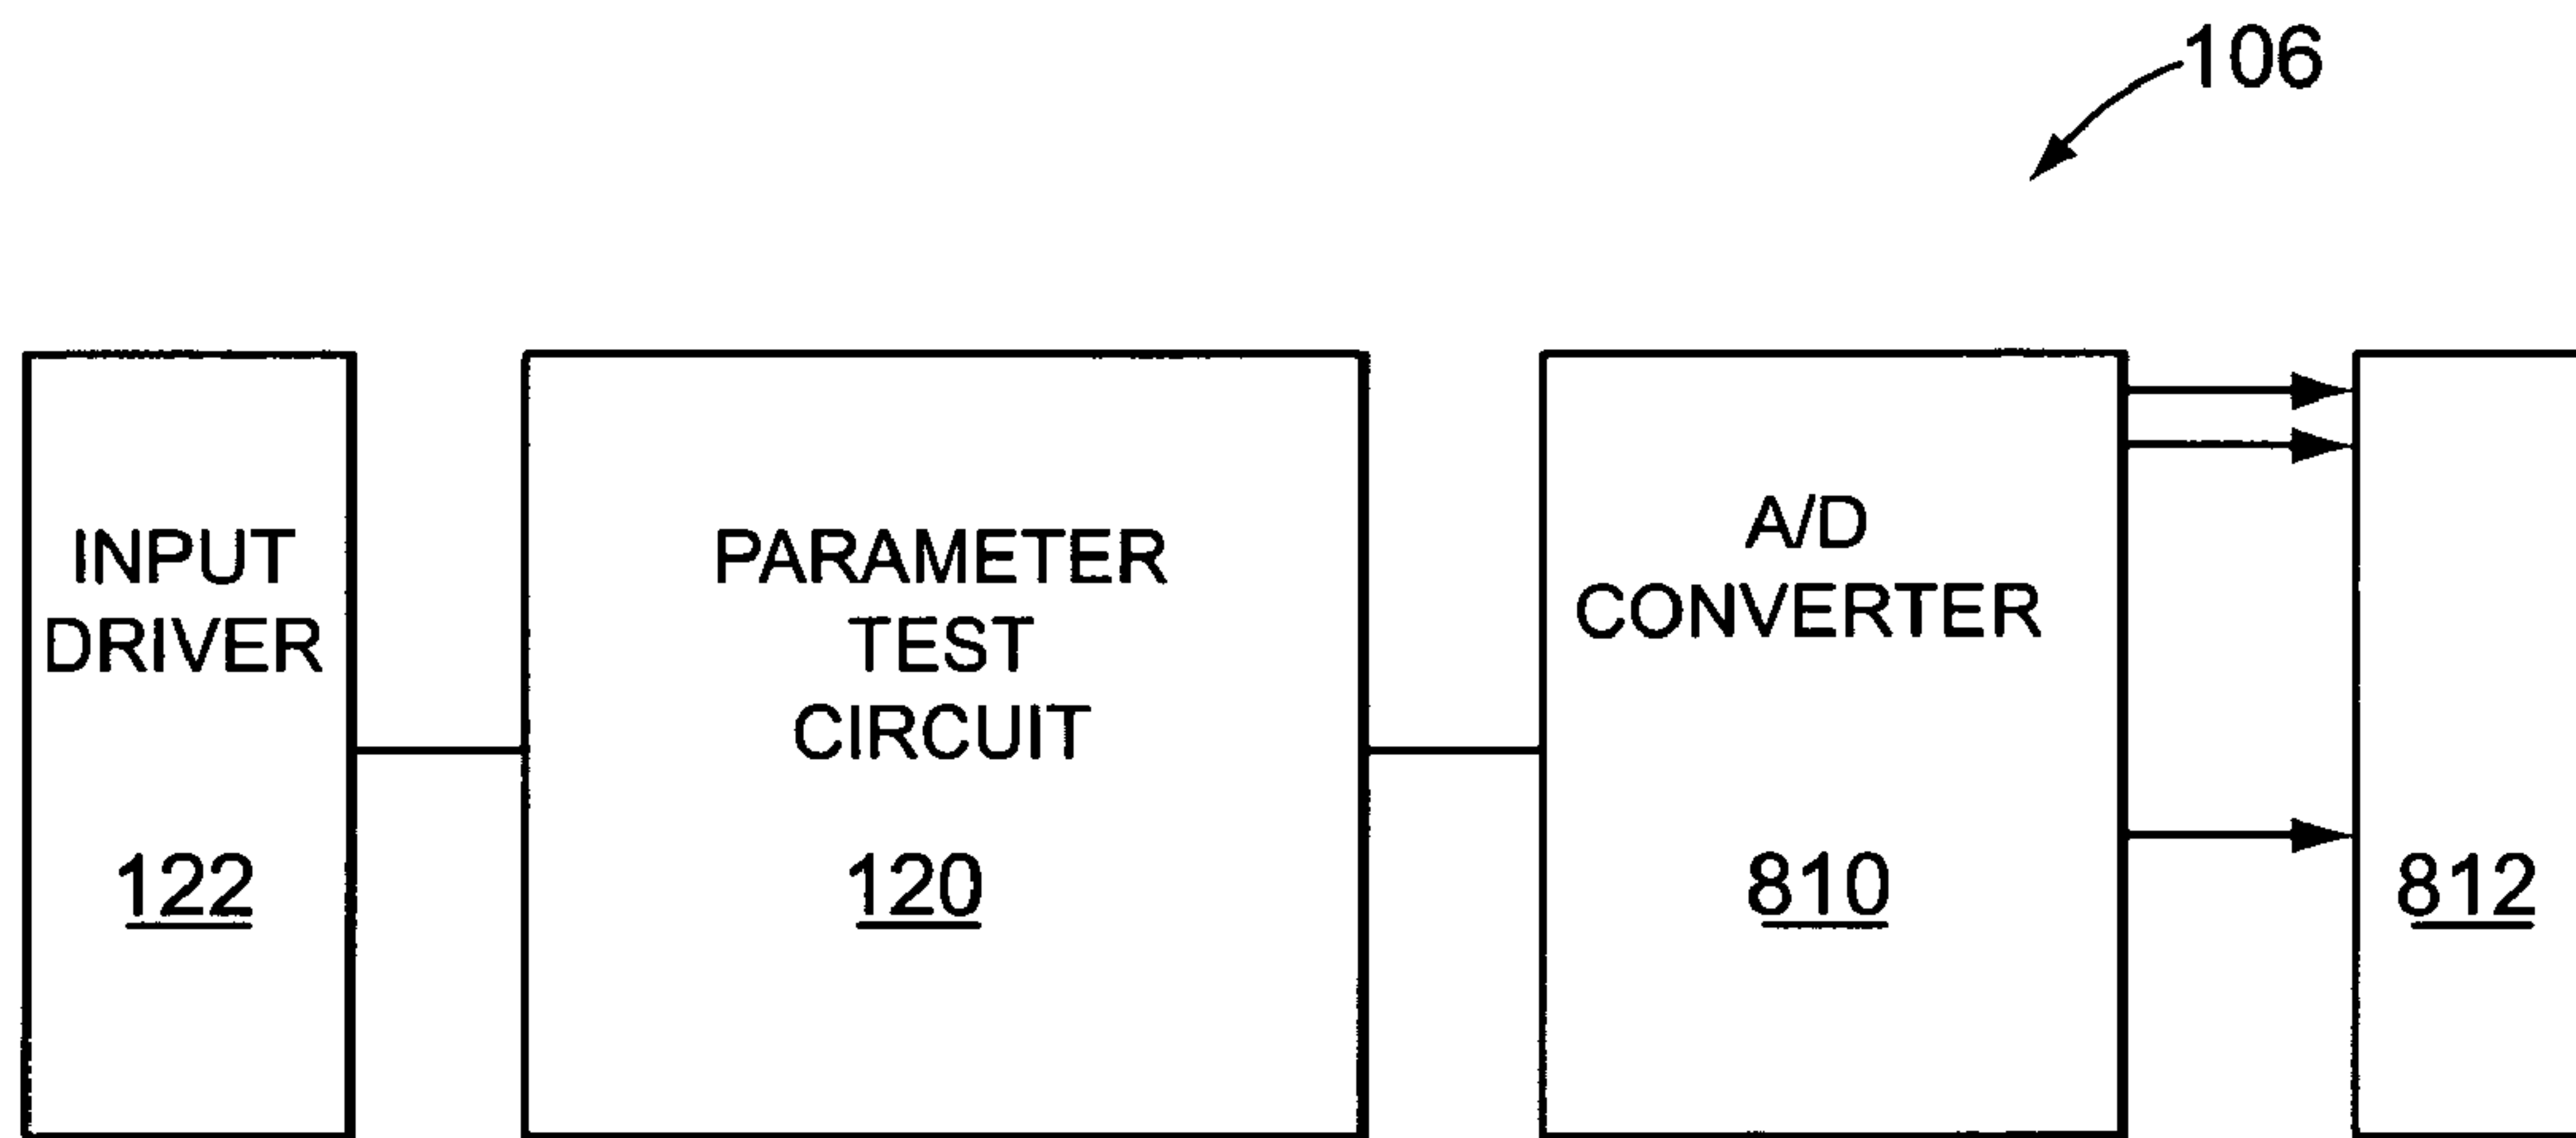 106
INPUT
DRIVER
122
PARAMETER
TEST
CIRCUIT
120
A/D
CONVERTER
810
812